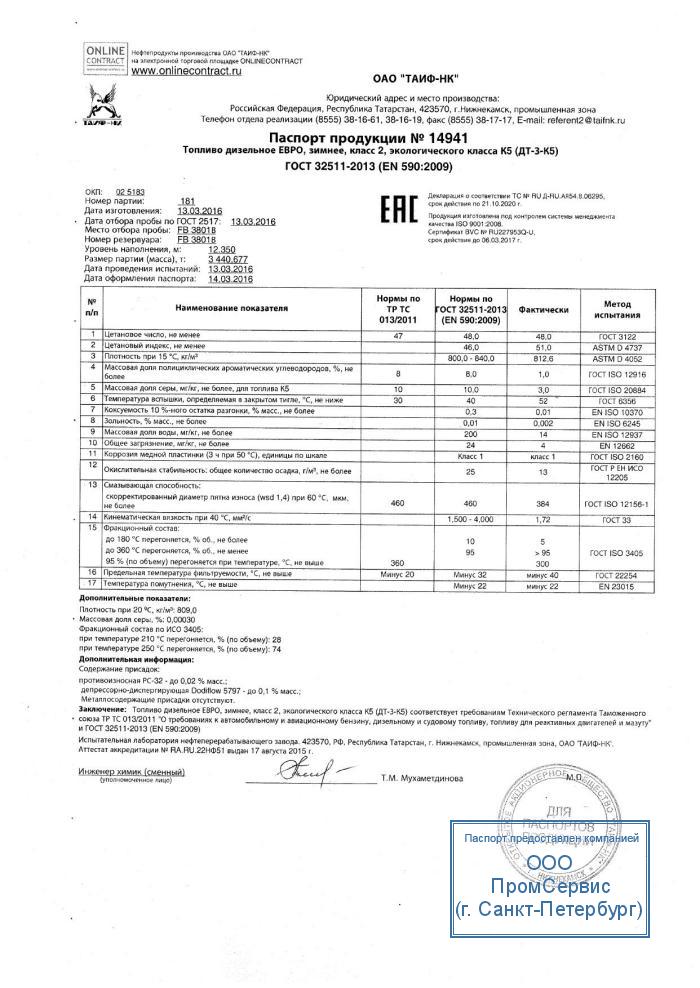 ONLINE
CONTRACT
Нефтепродукты производства ОАО "ТАИФ-НК"
на электронной торговой площадке ONLINECONTRACT
www.onlinecontract.ru
ТАИФ-НК
ОАО "ТАИФ-НК"
Юридический адрес и место производства:
Российская Федерация, Республика Татарстан, 423570, г.Нижнекамск, промышленная зона
Телефон отдела реализации (8555) 38-16-61, 38-16-19, факс (8555) 38-17-17, E-mail: referent2@taifnk.ru
Паспорт продукции № 14941
Топливо дизельное ЕВРО, зимнее, класс 2, экологического класса К5 (ДТ-З-К5)
ГОСТ 32511-2013 (EN 590:2009)
ОКП: 02 5183
Номер партии: 181
Дата изготовления: 13.03.2016
Дата отбора пробы по ГОСТ 2517: 13.03.2016
Место отбора пробы: FB 3801B
Номер резервуара: FB 3801B
Уровень наполнения, м: 12.350
Размер партии (масса), т: 3 440.677
Дата проведения испытаний: 13.03.2016
Дата оформления паспорта: 14.03.2016
EAC
Декларация о соответствии ТС № RU Д-RU.АЯ54.В.06295,
срок действия по 21.10.2020 г.
Продукция изготовлена под контролем системы менеджмента
качества ISO 9001:2008.
Сертификат BVC № RU227953Q-U,
срок действия до 06.03.2017 г.
№ п/п Наименование показателя Нормы по ТР ТС 013/2011 Нормы по ГОСТ 32511-2013 (EN 590:2009) Фактически Метод испытания
1 Цетановое число, не менее 47 48,0 48,0 ГОСТ 3122
2 Цетановый индекс, не менее 46,0 51,0 ASTM D 4737
3 Плотность при 15 °С, кг/м³ 800,0 - 840,0 812,6 ASTM D 4052
4 Массовая доля полициклических ароматических углеводородов, %, не более 8 8,0 1,0 ГОСТ ISO 12916
5 Массовая доля серы, мг/кг, не более, для топлива К5 10 10,0 3,0 ГОСТ ISO 20884
6 Температура вспышки, определяемая в закрытом тигле, °С, не ниже 30 40 52 ГОСТ 6356
7 Коксуемость 10 %-ного остатка разгонки, % масс., не более 0,3 0,01 EN ISO 10370
8 Зольность, % масс., не более 0,01 0,002 EN ISO 6245
9 Массовая доля воды, мг/кг, не более 200 14 EN ISO 12937
10 Общее загрязнение, мг/кг, не более 24 4 EN 12662
11 Коррозия медной пластинки (3 ч при 50 °С), единицы по шкале Класс 1 класс 1 ГОСТ ISO 2160
12 Окислительная стабильность: общее количество осадка, г/м³, не более 25 13 ГОСТ Р ЕН ИСО 12205
13 Смазывающая способность:
скорректированный диаметр пятна износа (wsd 1,4) при 60 °С, мкм, не более 460 460 384 ГОСТ ISO 12156-1
14 Кинематическая вязкость при 40 °С, мм²/с 1,500 - 4,000 1,72 ГОСТ 33
15 Фракционный состав:
до 180 °С перегоняется, % об., не более 10 5
до 360 °С перегоняется, % об., не менее 95 > 95 ГОСТ ISO 3405
95 % (по объему) перегоняется при температуре, °С, не выше 360 300
16 Предельная температура фильтруемости, °С, не выше Минус 20 Минус 32 минус 40 ГОСТ 22254
17 Температура помутнения, °С, не выше Минус 22 минус 22 EN 23015
Дополнительные показатели:
Плотность при 20 ⁰С, кг/м³: 809,0
Массовая доля серы, %: 0,00030
Фракционный состав по ИСО 3405:
при температуре 210 °С перегоняется, % (по объему): 28
при температуре 250 °С перегоняется, % (по объему): 74
Дополнительная информация:
Содержание присадок:
противоизносная РС-32 - до 0,02 % масс.;
депрессорно-диспергирующая Dodiflow 5797 - до 0,1 % масс.;
Металлосодержащие присадки отсутствуют.
Заключение: Топливо дизельное ЕВРО, зимнее, класс 2, экологического класса К5 (ДТ-З-К5) соответствует требованиям Технического регламента Таможенного
союза ТР ТС 013/2011 "О требованиях к автомобильному и авиационному бензину, дизельному и судовому топливу, топливу для реактивных двигателей и мазуту"
и ГОСТ 32511-2013 (EN 590:2009)
Испытательная лаборатория нефтеперерабатывающего завода. 423570, РФ, Республика Татарстан, г. Нижнекамск, промышленная зона, ОАО 'ТАИФ-НК'.
Аттестат аккредитации № RA.RU.22НФ51 выдан 17 августа 2015 г.
Инженер химик (сменный)
(уполномоченное лицо)
Т.М. Мухаметдинова
М.П.
ОТКРЫТОЕ АКЦИОНЕРНОЕ ОБЩЕСТВО "ТАИФ-НК"
Г. НИЖНЕКАМСК
ДЛЯ
ПАСПОРТОВ
ПРОДУКЦИИ
Паспорт предоставлен компанией
ООО
ПромСервис
(г. Санкт-Петербург)